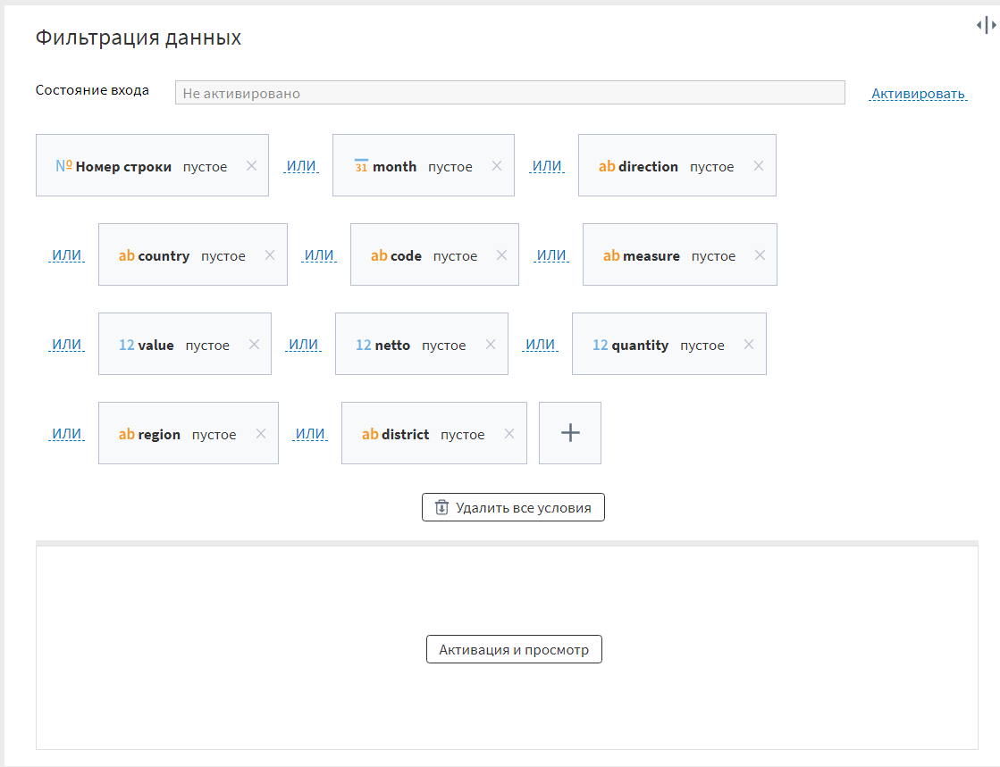 Фильтрация данных
Состояние входа Не активировано Активировать
№ Номер строки пустое ИЛИ 31 month пустое ИЛИ ab direction пустое
ИЛИ ab country пустое ИЛИ ab code пустое ИЛИ ab measure пустое
ИЛИ 12 value пустое ИЛИ 12 netto пустое ИЛИ 12 quantity пустое
ИЛИ ab region пустое ИЛИ ab district пустое
Удалить все условия
Активация и просмотр